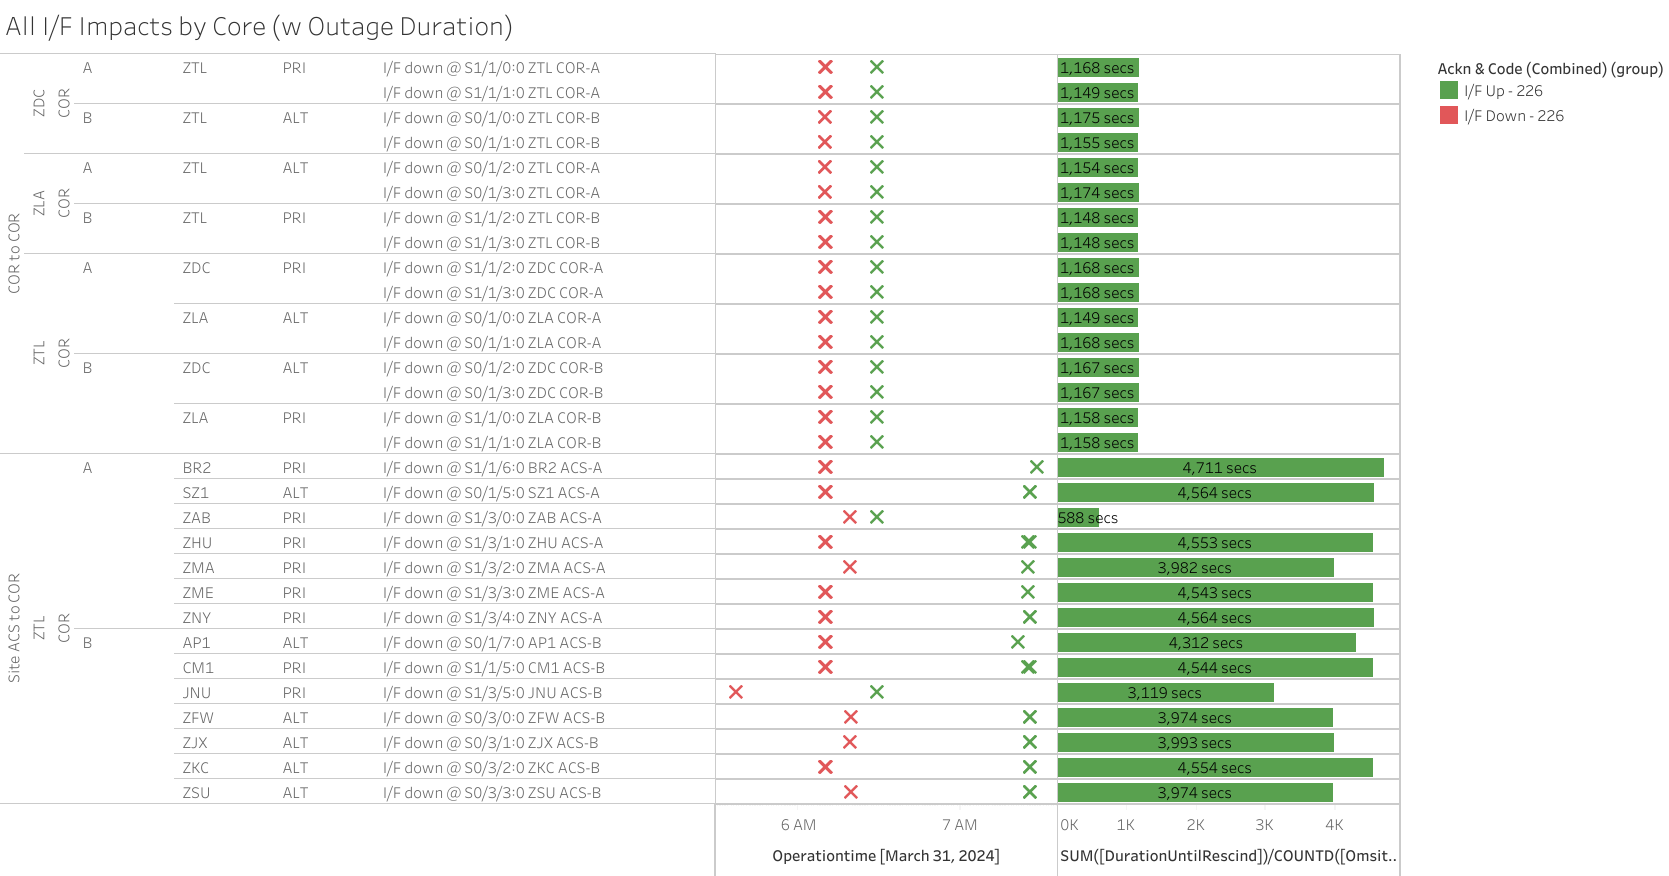 All I/F Impacts by Core (w Outage Duration)
COR to COR
ZDC
COR
A ZTL PRI I/F down @ S1/1/0:0 ZTL COR-A 1,168 secs
I/F down @ S1/1/1:0 ZTL COR-A 1,149 secs
B ZTL ALT I/F down @ S0/1/0:0 ZTL COR-B 1,175 secs
I/F down @ S0/1/1:0 ZTL COR-B 1,155 secs
ZLA
COR
A ZTL ALT I/F down @ S0/1/2:0 ZTL COR-A 1,154 secs
I/F down @ S0/1/3:0 ZTL COR-A 1,174 secs
B ZTL PRI I/F down @ S1/1/2:0 ZTL COR-B 1,148 secs
I/F down @ S1/1/3:0 ZTL COR-B 1,148 secs
ZTL
COR
A ZDC PRI I/F down @ S1/1/2:0 ZDC COR-A 1,168 secs
I/F down @ S1/1/3:0 ZDC COR-A 1,168 secs
ZLA ALT I/F down @ S0/1/0:0 ZLA COR-A 1,149 secs
I/F down @ S0/1/1:0 ZLA COR-A 1,168 secs
B ZDC ALT I/F down @ S0/1/2:0 ZDC COR-B 1,167 secs
I/F down @ S0/1/3:0 ZDC COR-B 1,167 secs
ZLA PRI I/F down @ S1/1/0:0 ZLA COR-B 1,158 secs
I/F down @ S1/1/1:0 ZLA COR-B 1,158 secs
Site ACS to COR
ZTL
COR
A BR2 PRI I/F down @ S1/1/6:0 BR2 ACS-A 4,711 secs
SZ1 ALT I/F down @ S0/1/5:0 SZ1 ACS-A 4,564 secs
ZAB PRI I/F down @ S1/3/0:0 ZAB ACS-A 588 secs
ZHU PRI I/F down @ S1/3/1:0 ZHU ACS-A 4,553 secs
ZMA PRI I/F down @ S1/3/2:0 ZMA ACS-A 3,982 secs
ZME PRI I/F down @ S1/3/3:0 ZME ACS-A 4,543 secs
ZNY PRI I/F down @ S1/3/4:0 ZNY ACS-A 4,564 secs
B AP1 ALT I/F down @ S0/1/7:0 AP1 ACS-B 4,312 secs
CM1 PRI I/F down @ S1/1/5:0 CM1 ACS-B 4,544 secs
JNU PRI I/F down @ S1/3/5:0 JNU ACS-B 3,119 secs
ZFW ALT I/F down @ S0/3/0:0 ZFW ACS-B 3,974 secs
ZJX ALT I/F down @ S0/3/1:0 ZJX ACS-B 3,993 secs
ZKC ALT I/F down @ S0/3/2:0 ZKC ACS-B 4,554 secs
ZSU ALT I/F down @ S0/3/3:0 ZSU ACS-B 3,974 secs
6 AM 7 AM 0K 1K 2K 3K 4K
Operationtime [March 31, 2024] SUM([DurationUntilRescind])/COUNTD([Omsit..
Ackn & Code (Combined) (group)
I/F Up - 226
I/F Down - 226